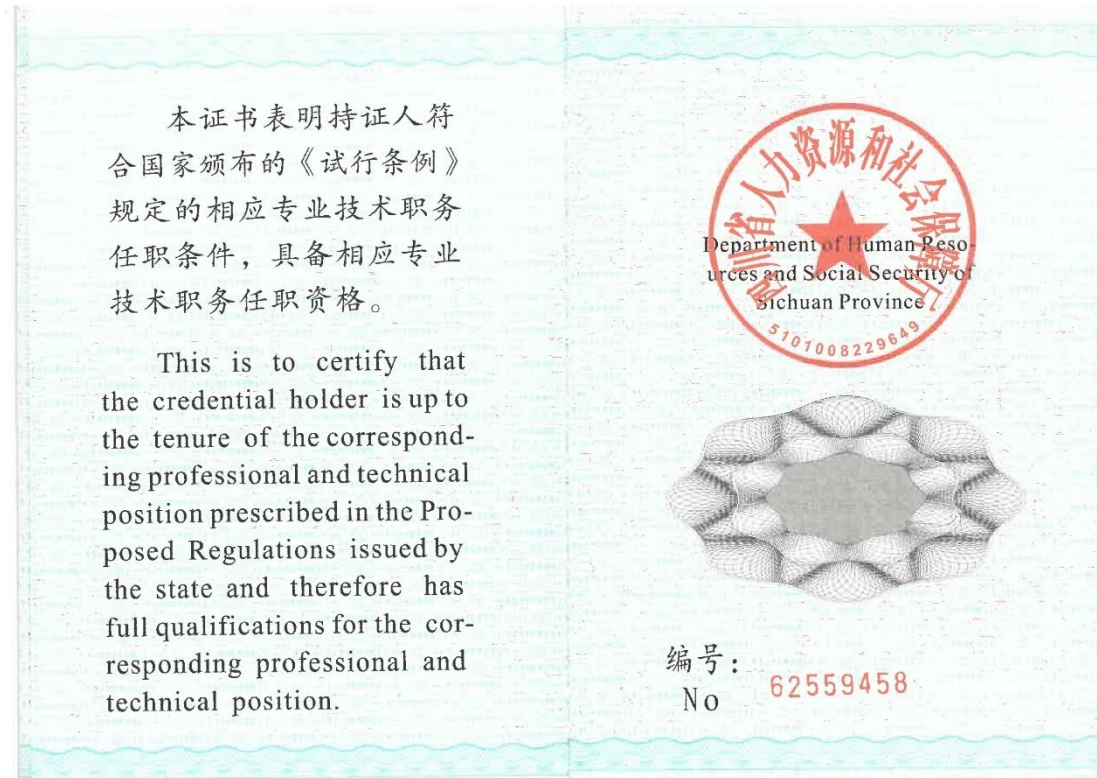 本证书表明持证人符
合国家颁布的《试行条例》
规定的相应专业技术职务
任职条件，具备相应专业
技术职务任职资格。
This is to certify that
the credential holder is up to
the tenure of the correspond-
ing professional and technical
position prescribed in the Pro-
posed Regulations issued by
the state and therefore has
full qualifications for the cor-
responding professional and
technical position.
四川省人力资源和社会保障厅
Department of Human Reso-
urces and Social Security of
Sichuan Province
5101008229649
编号：
No 62559458